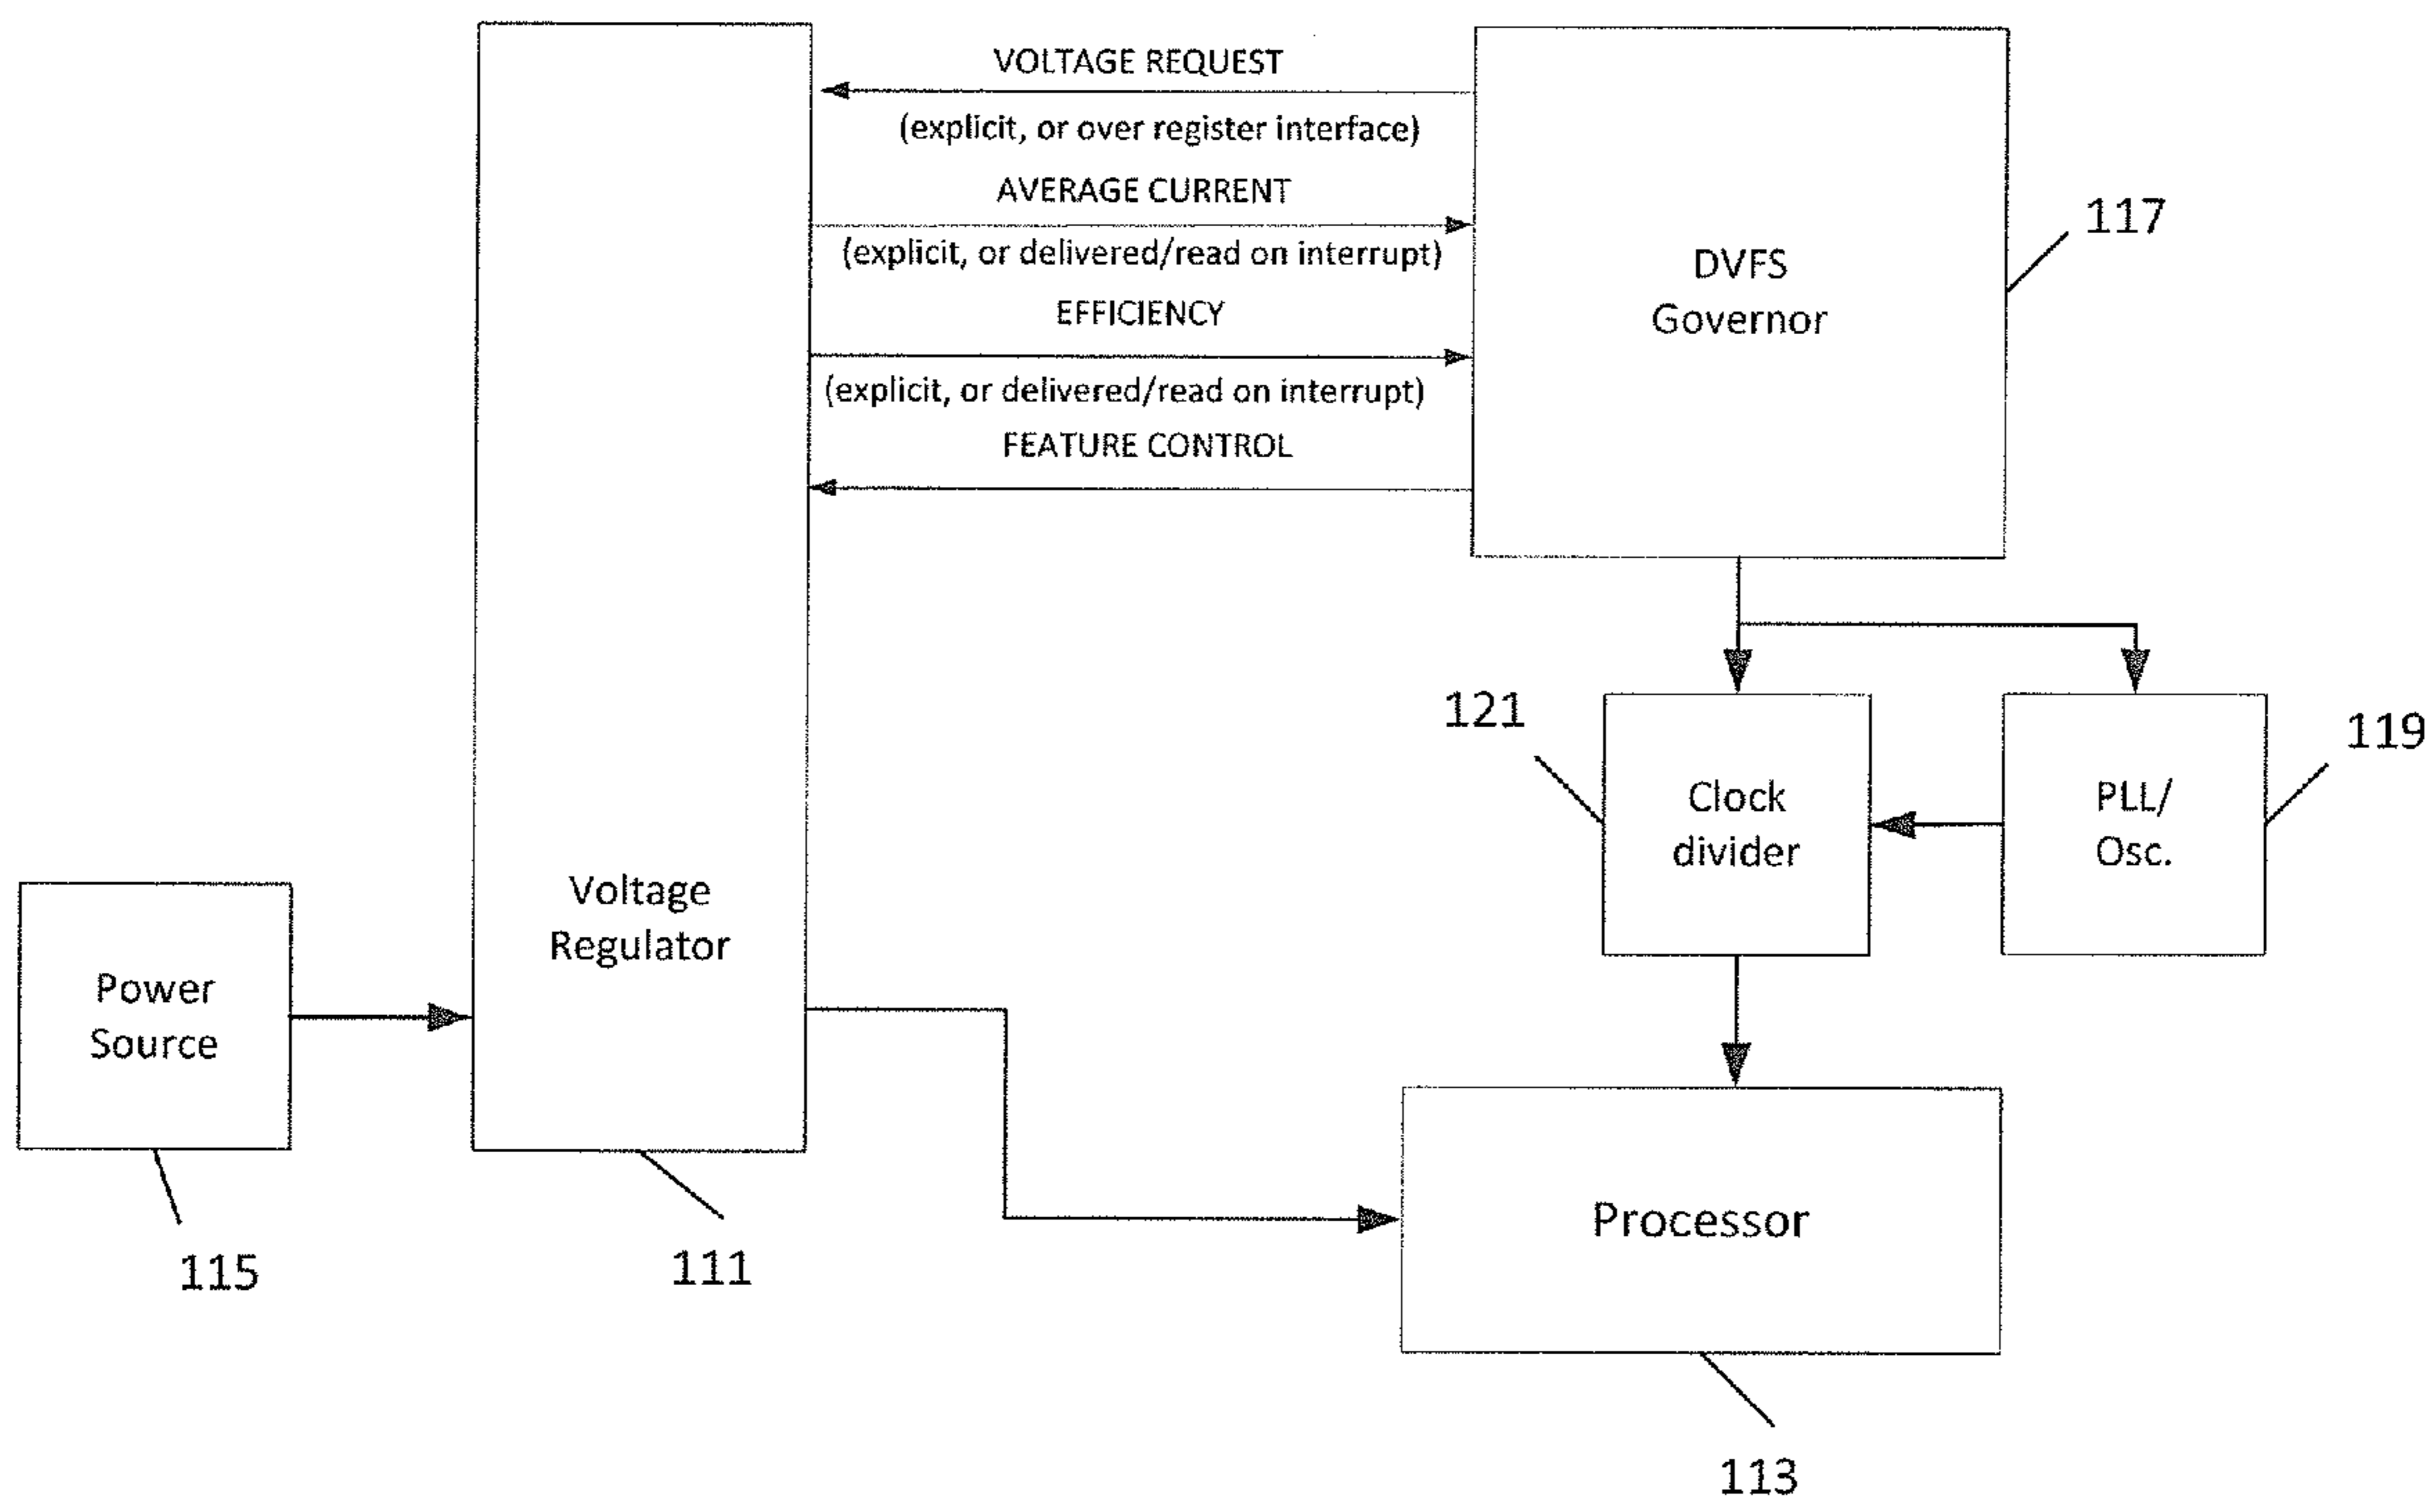 VOLTAGE REQUEST
(explicit, or over register interface)
AVERAGE CURRENT
(explicit, or delivered/read on interrupt)
EFFICIENCY
(explicit, or delivered/read on interrupt)
FEATURE CONTROL
DVFS
Governor
117
121
119
Clock
divider
PLL/
Osc.
Voltage
Regulator
Power
Source
Processor
115
111
113